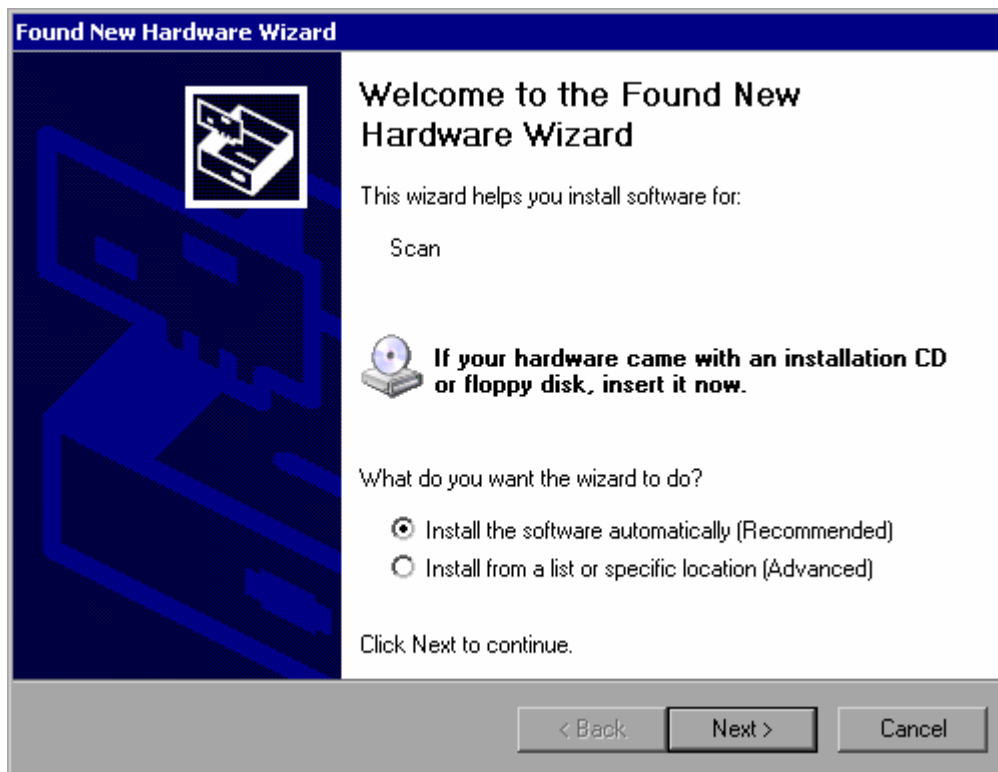 Found New Hardware Wizard
Welcome to the Found New
Hardware Wizard
This wizard helps you install software for:
Scan
If your hardware came with an installation CD
or floppy disk, insert it now.
What do you want the wizard to do?
Install the software automatically (Recommended)
Install from a list or specific location (Advanced)
Click Next to continue.
< Back
Next >
Cancel